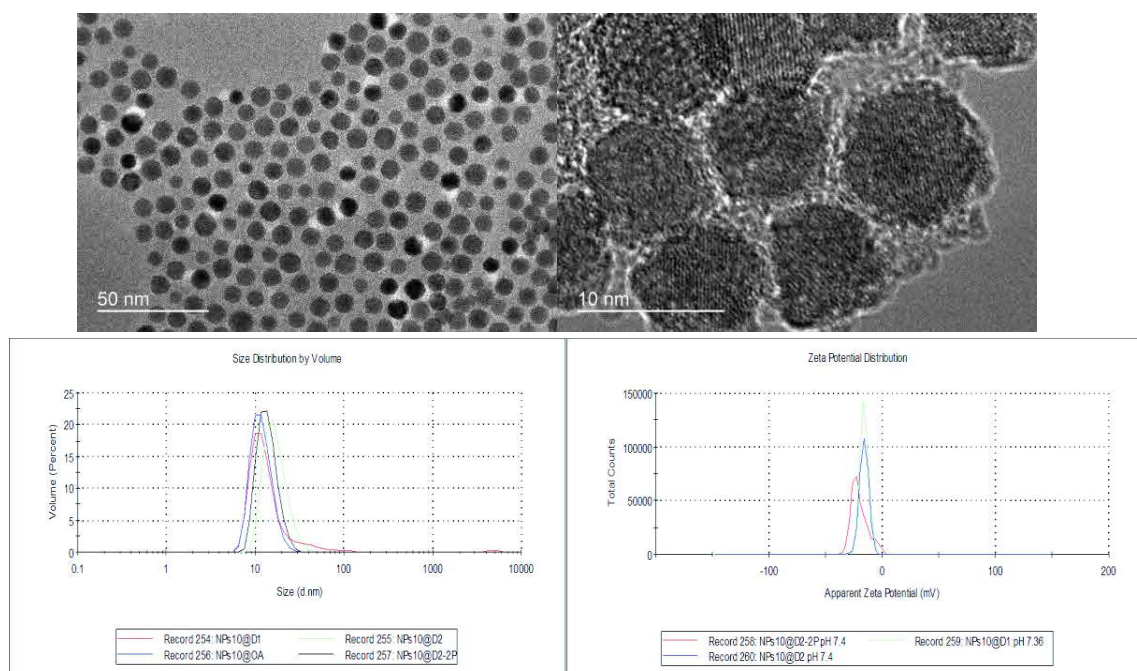 50 nm
10 nm
Size Distribution by Volume
Volume (Percent)
25
20
15
10
5
0
0.1 1 10 100 1000 10000
Size (d.nm)
Record 254: NPs10@D1 Record 255: NPs10@D2
Record 256: NPs10@OA Record 257: NPs10@D2-2P
Zeta Potential Distribution
Total Counts
150000
100000
50000
0
-100 0 100 200
Apparent Zeta Potential (mV)
Record 258: NPs10@D2-2P pH 7.4 Record 259: NPs10@D1 pH 7.36
Record 260: NPs10@D2 pH 7.4